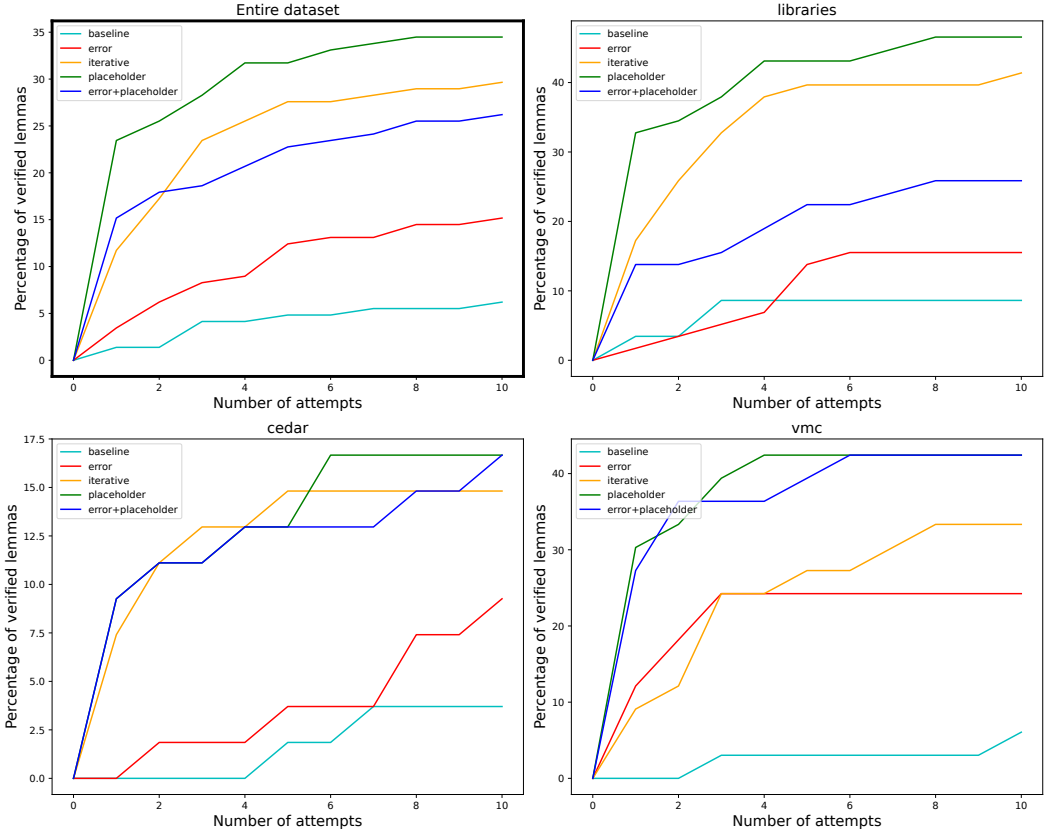 Entire dataset
Percentage of verified lemmas
35
30
25
20
15
10
5
0
baseline
error
iterative
placeholder
error+placeholder
0 2 4 6 8 10
Number of attempts
libraries
Percentage of verified lemmas
40
30
20
10
0
baseline
error
iterative
placeholder
error+placeholder
0 2 4 6 8 10
Number of attempts
cedar
Percentage of verified lemmas
17.5
15.0
12.5
10.0
7.5
5.0
2.5
0.0
baseline
error
iterative
placeholder
error+placeholder
0 2 4 6 8 10
Number of attempts
vmc
Percentage of verified lemmas
40
30
20
10
0
baseline
error
iterative
placeholder
error+placeholder
0 2 4 6 8 10
Number of attempts